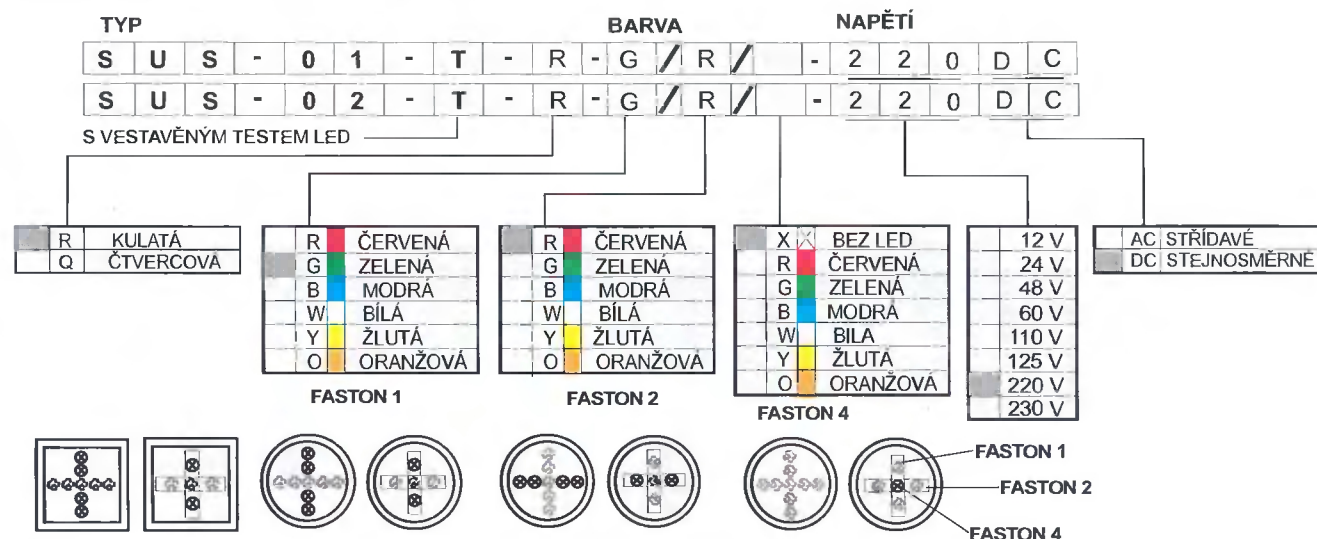 TYP BARVA NAPĚTÍ
S U S - 0 1 - T - R - G / R / - 2 2 0 D C
S U S - 0 2 - T - R - G / R / - 2 2 0 D C
S VESTAVĚNÝM TESTEM LED
R KULATÁ
Q ČTVERCOVÁ
R ČERVENÁ
G ZELENÁ
B MODRÁ
W BÍLÁ
Y ŽLUTÁ
O ORANŽOVÁ
FASTON 1
R ČERVENÁ
G ZELENÁ
B MODRÁ
W BÍLÁ
Y ŽLUTÁ
O ORANŽOVÁ
FASTON 2
X BEZ LED
R ČERVENÁ
G ZELENÁ
B MODRÁ
W BILA
Y ŽLUTÁ
O ORANŽOVÁ
FASTON 4
12 V
24 V
48 V
60 V
110 V
125 V
220 V
230 V
AC STŘÍDAVÉ
DC STEJNOSMĚRNÉ
FASTON 1
FASTON 2
FASTON 4